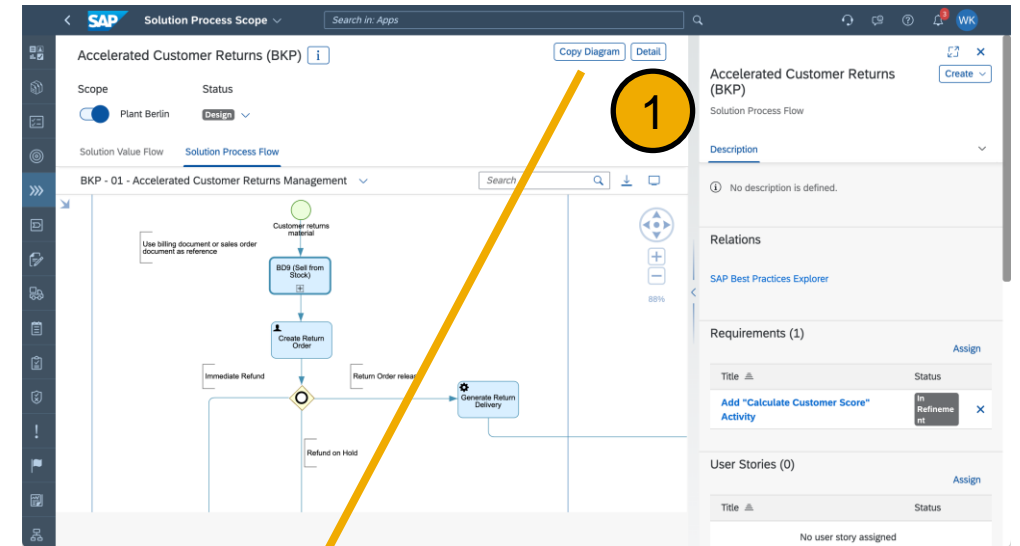 SAP Solution Process Scope Search in: Apps 3 WK
Accelerated Customer Returns (BKP) i
Copy Diagram Detail
Scope Status
Plant Berlin Design
Solution Value Flow Solution Process Flow
BKP - 01 - Accelerated Customer Returns Management Search
Customer returns
material
Use billing document or sales order
document as reference
BD9 (Sell from
Stock)
88%
Create Return
Order
Immediate Refund
Generate Return
Delivery
Return Order
Refund on Hold
1
Accelerated Customer Returns
(BKP)
Create
Solution Process Flow
Description
No description is defined.
Relations
SAP Best Practices Explorer
Requirements (1)
Assign
Title Status
Add "Calculate Customer Score"
Activity
In
Refineme
nt
User Stories (0)
Assign
Title Status
No user story assigned